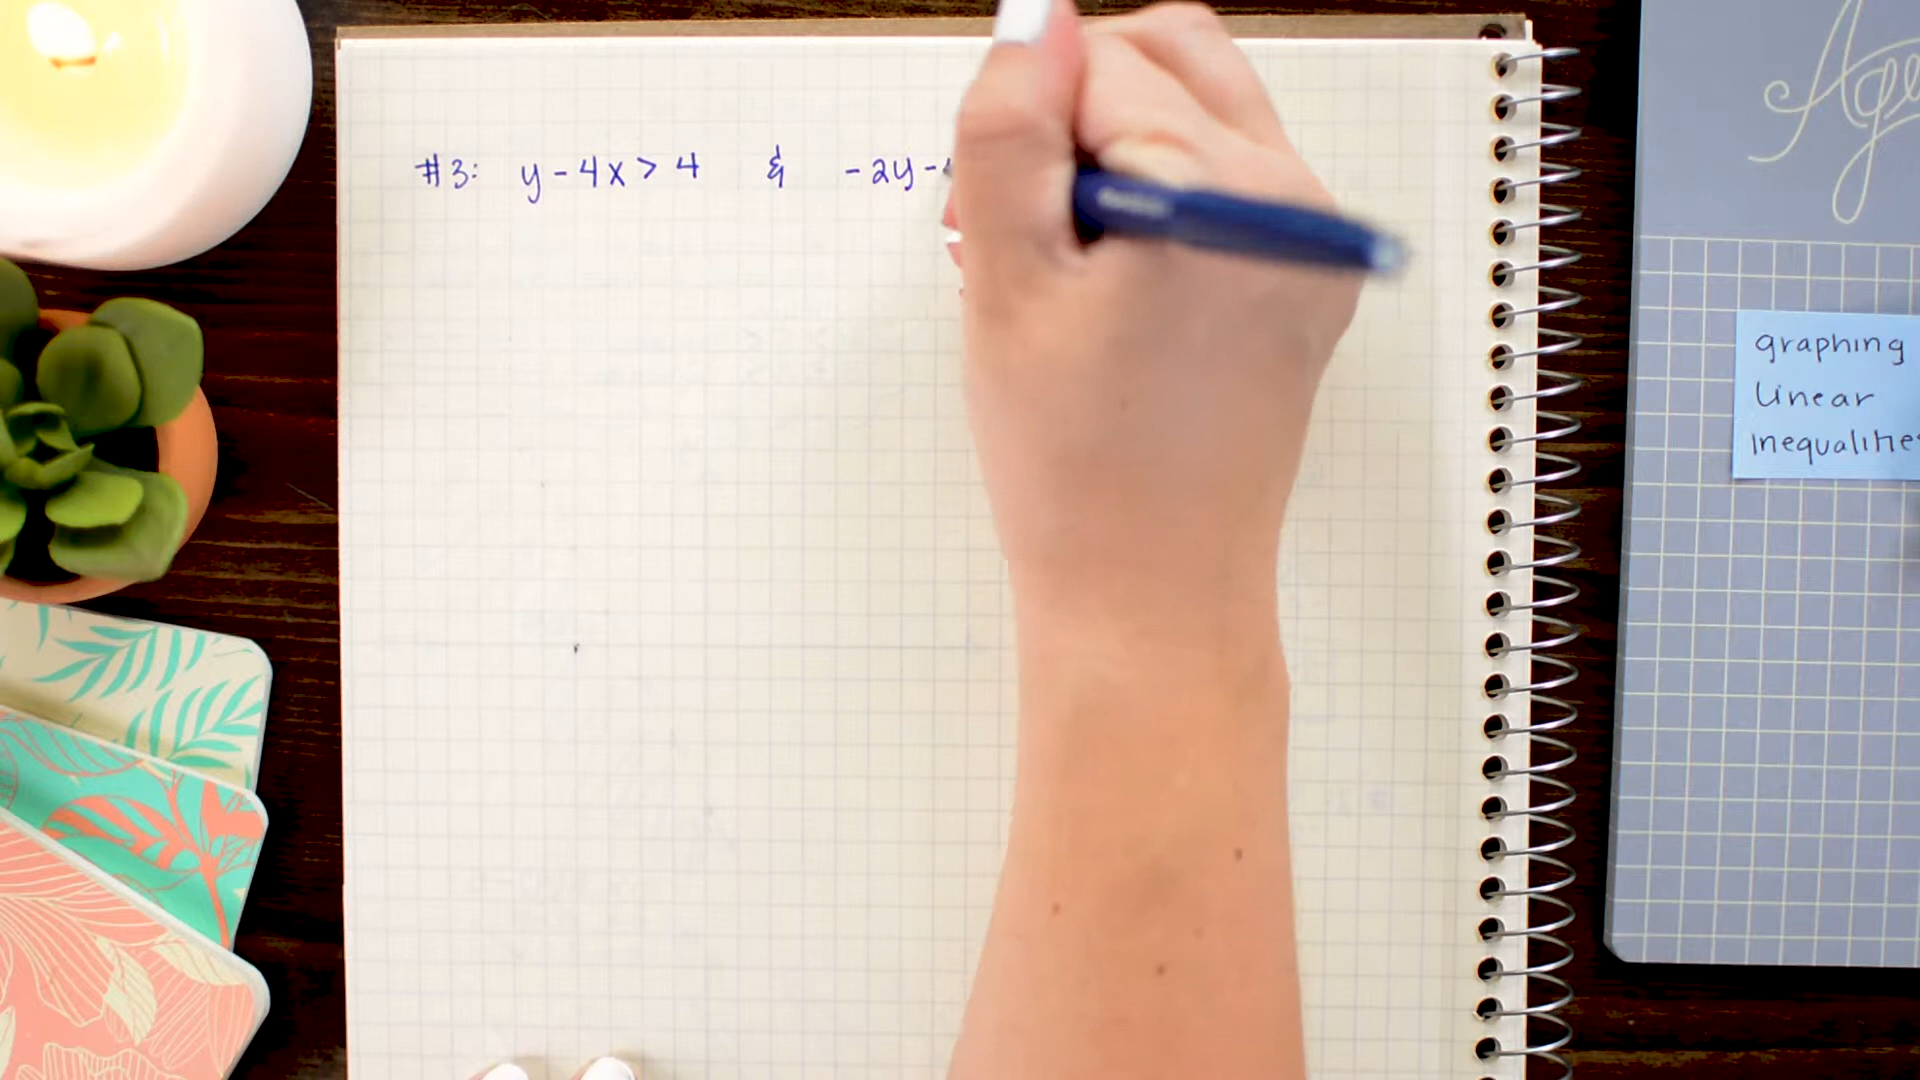 #3: y - 4x > 4 & - 2y -
graphing
Linear
Inequalities